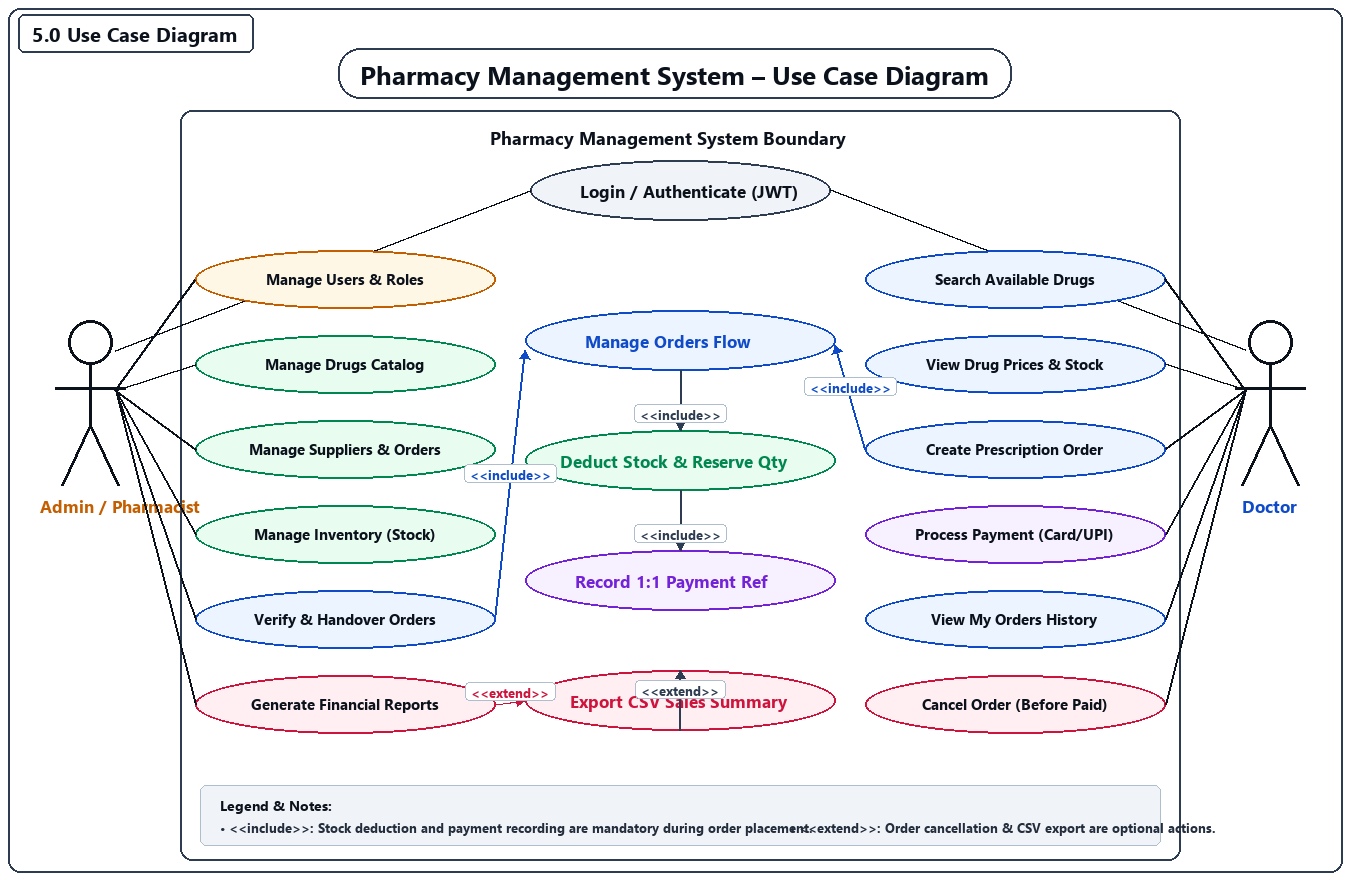 5.0 Use Case Diagram
Pharmacy Management System – Use Case Diagram
Pharmacy Management System Boundary
Login / Authenticate (JWT)
Manage Users & Roles
Search Available Drugs
Manage Orders Flow
Manage Drugs Catalog
View Drug Prices & Stock
<<include>>
<<include>>
Manage Suppliers & Orders
Create Prescription Order
Deduct Stock & Reserve Qty
<<include>>
Admin / Pharmacist
Doctor
Manage Inventory (Stock)
<<include>>
Process Payment (Card/UPI)
Record 1:1 Payment Ref
Verify & Handover Orders
View My Orders History
<<extend>>
<<extend>>
Generate Financial Reports
Export CSV Sales Summary
Cancel Order (Before Paid)
Legend & Notes:
• <<include>>: Stock deduction and payment recording are mandatory during order placement.
• <<extend>>: Order cancellation & CSV export are optional actions.